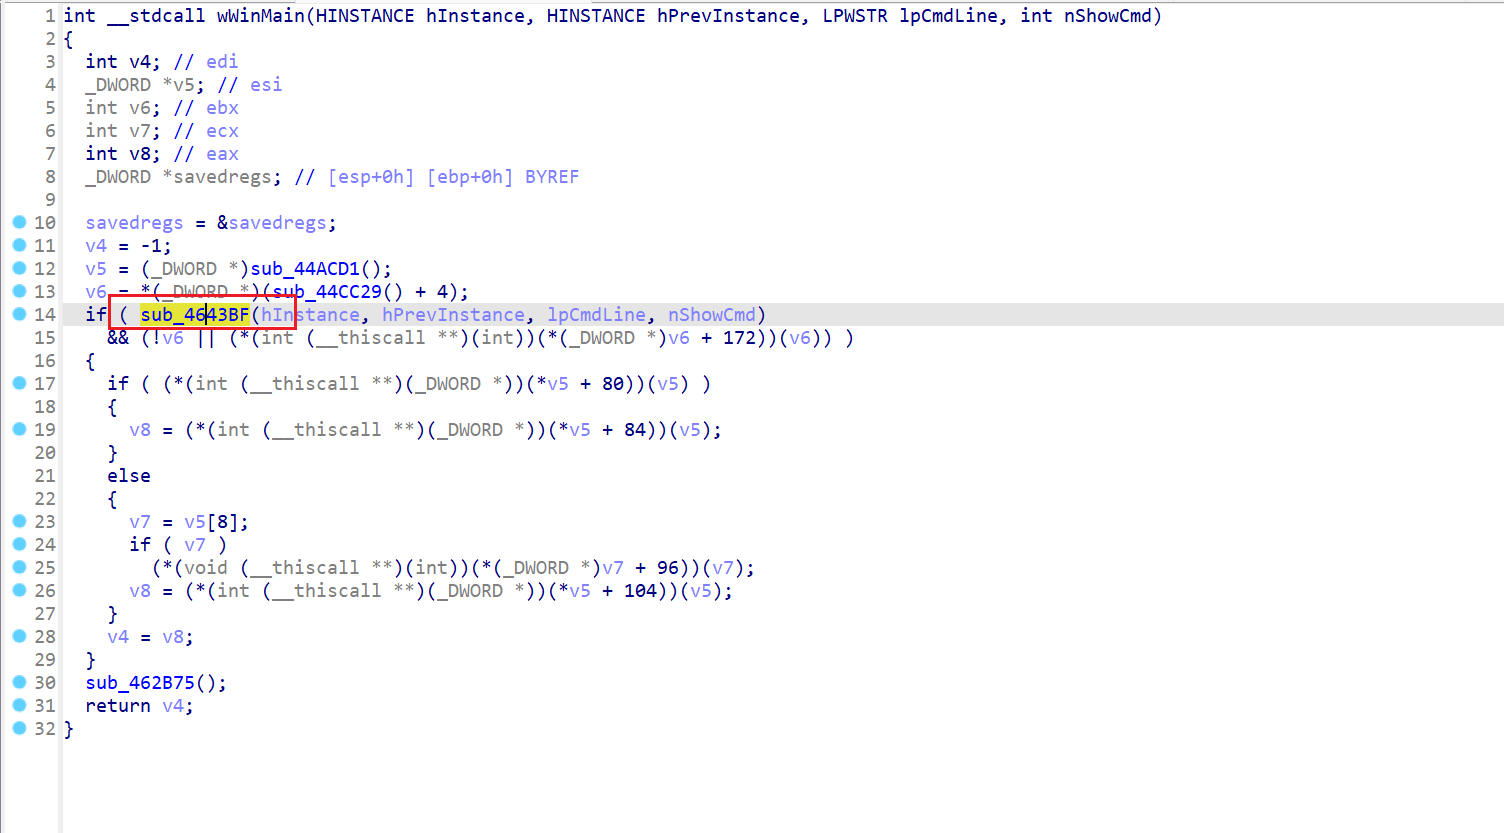 1 int __stdcall wWinMain(HINSTANCE hInstance, HINSTANCE hPrevInstance, LPWSTR lpCmdLine, int nShowCmd)
2 {
3   int v4; // edi
4   _DWORD *v5; // esi
5   int v6; // ebx
6   int v7; // ecx
7   int v8; // eax
8   _DWORD *savedregs; // [esp+0h] [ebp+0h] BYREF
9
10   savedregs = &savedregs;
11   v4 = -1;
12   v5 = (_DWORD *)sub_44ACD1();
13   v6 = *(_DWORD *)(sub_44CC29() + 4);
14   if ( sub_4643BF(hInstance, hPrevInstance, lpCmdLine, nShowCmd)
15     && (!v6 || (*(int (__thiscall **)(int))(*(_DWORD *)v6 + 172))(v6)) )
16   {
17     if ( (*(int (__thiscall **)(_DWORD *))(*v5 + 80))(v5) )
18     {
19       v8 = (*(int (__thiscall **)(_DWORD *))(*v5 + 84))(v5);
20     }
21     else
22     {
23       v7 = v5[8];
24       if ( v7 )
25         (*(void (__thiscall **)(int))(*(_DWORD *)v7 + 96))(v7);
26       v8 = (*(int (__thiscall **)(_DWORD *))(*v5 + 104))(v5);
27     }
28     v4 = v8;
29   }
30   sub_462B75();
31   return v4;
32 }